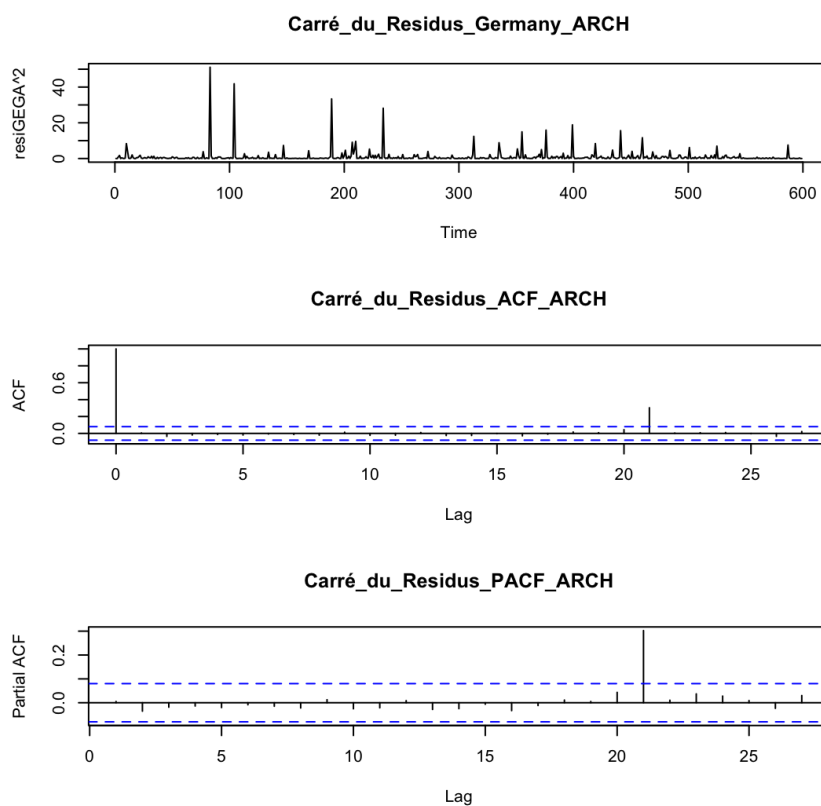 Carré_du_Residus_Germany_ARCH
resiGEGA^2
0 20 40
0 100 200 300 400 500 600
Time
Carré_du_Residus_ACF_ARCH
ACF
0.0 0.6
0 5 10 15 20 25
Lag
Carré_du_Residus_PACF_ARCH
Partial ACF
0.0 0.2
0 5 10 15 20 25
Lag